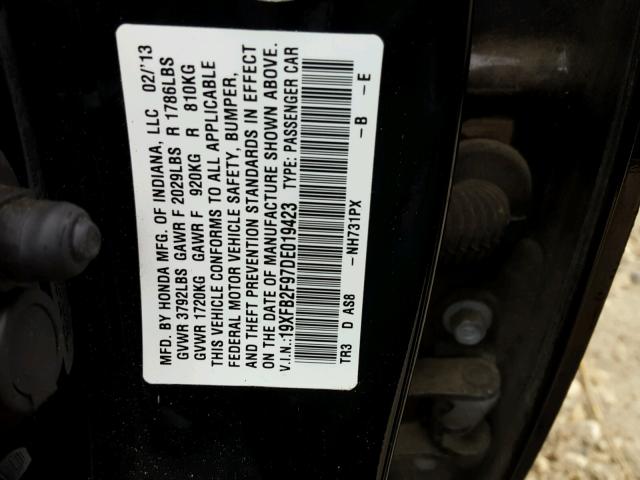 MFD. BY HONDA MFG. OF INDIANA, LLC 02/'13
GVWR 3792LBS GAWR F 2029LBS R 1786LBS
GVWR 1720KG GAWR F 920KG R 810KG
THIS VEHICLE CONFORMS TO ALL APPLICABLE
FEDERAL MOTOR VEHICLE SAFETY, BUMPER,
AND THEFT PREVENTION STANDARDS IN EFFECT
ON THE DATE OF MANUFACTURE SHOWN ABOVE.
V.I.N.:19XFB2F97DE019423 TYPE: PASSENGER CAR
TR3 D AS8 -NH731PX -B -E